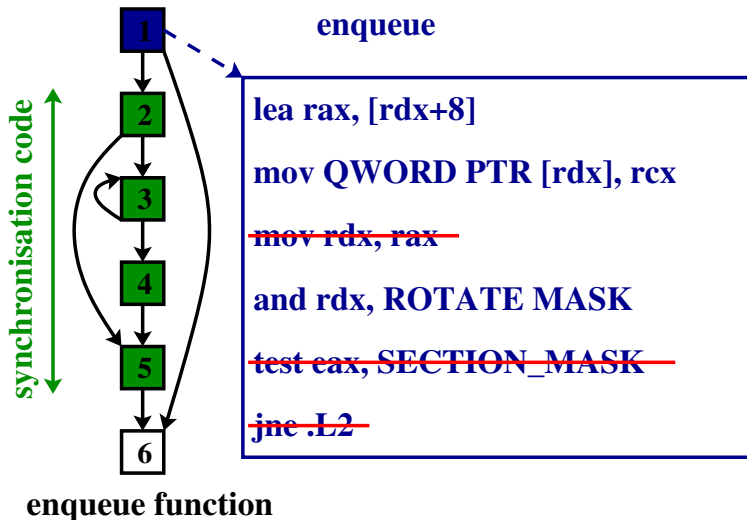 enqueue
1
2
3
4
5
6
synchronisation code
lea rax, [rdx+8]
mov QWORD PTR [rdx], rcx
mov rdx, rax
and rdx, ROTATE MASK
test eax, SECTION_MASK
jne .L2
enqueue function